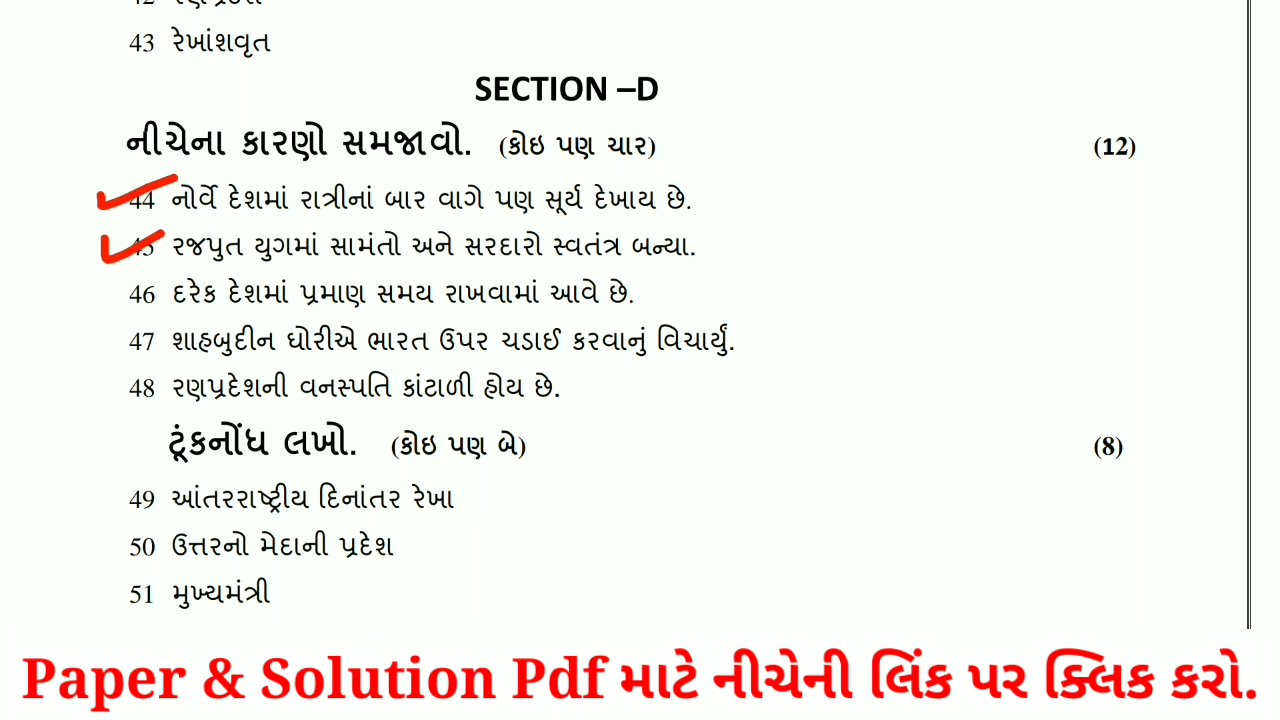 43 રેખાંશવૃત
SECTION –D
નીચેના કારણો સમજાવો. (કોઇ પણ ચાર) (12)
44 નોર્વે દેશમાં રાત્રીનાં બાર વાગે પણ સૂર્ય દેખાય છે.
45 રજપુત યુગમાં સામંતો અને સરદારો સ્વતંત્ર બન્યા.
46 દરેક દેશમાં પ્રમાણ સમય રાખવામાં આવે છે.
47 શાહબુદીન ઘોરીએ ભારત ઉપર ચડાઈ કરવાનું વિચાર્યું.
48 રણપ્રદેશની વનસ્પતિ કાંટાળી હોય છે.
ટૂંકનોંધ લખો. (કોઇ પણ બે) (8)
49 આંતરરાષ્ટ્રીય દિનાંતર રેખા
50 ઉત્તરનો મેદાની પ્રદેશ
51 મુખ્યમંત્રી
Paper & Solution Pdf માટે નીચેની લિંક પર ક્લિક કરો.